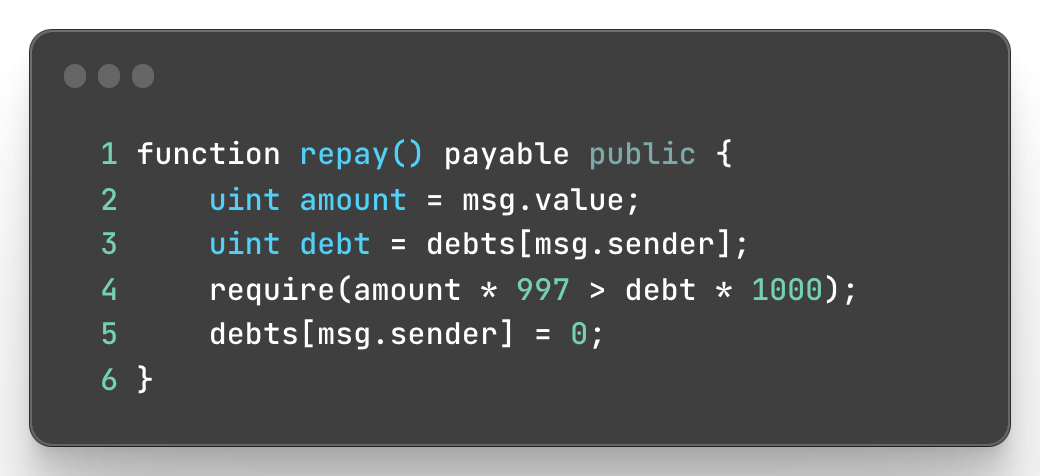 1 function repay() payable public {
2     uint amount = msg.value;
3     uint debt = debts[msg.sender];
4     require(amount * 997 > debt * 1000);
5     debts[msg.sender] = 0;
6 }